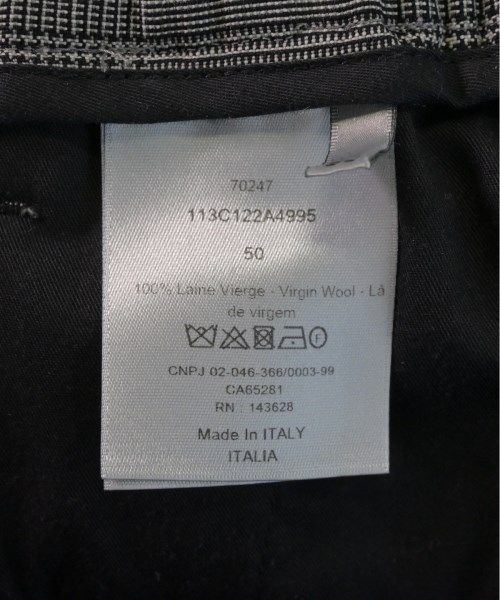 70247
113C122A4995
50
100% Laine Vierge - Virgin Wool - Lã
de virgem
F
CNPJ 02-046-366/0003-99
CA65281
RN : 143628
Made In ITALY
ITALIA